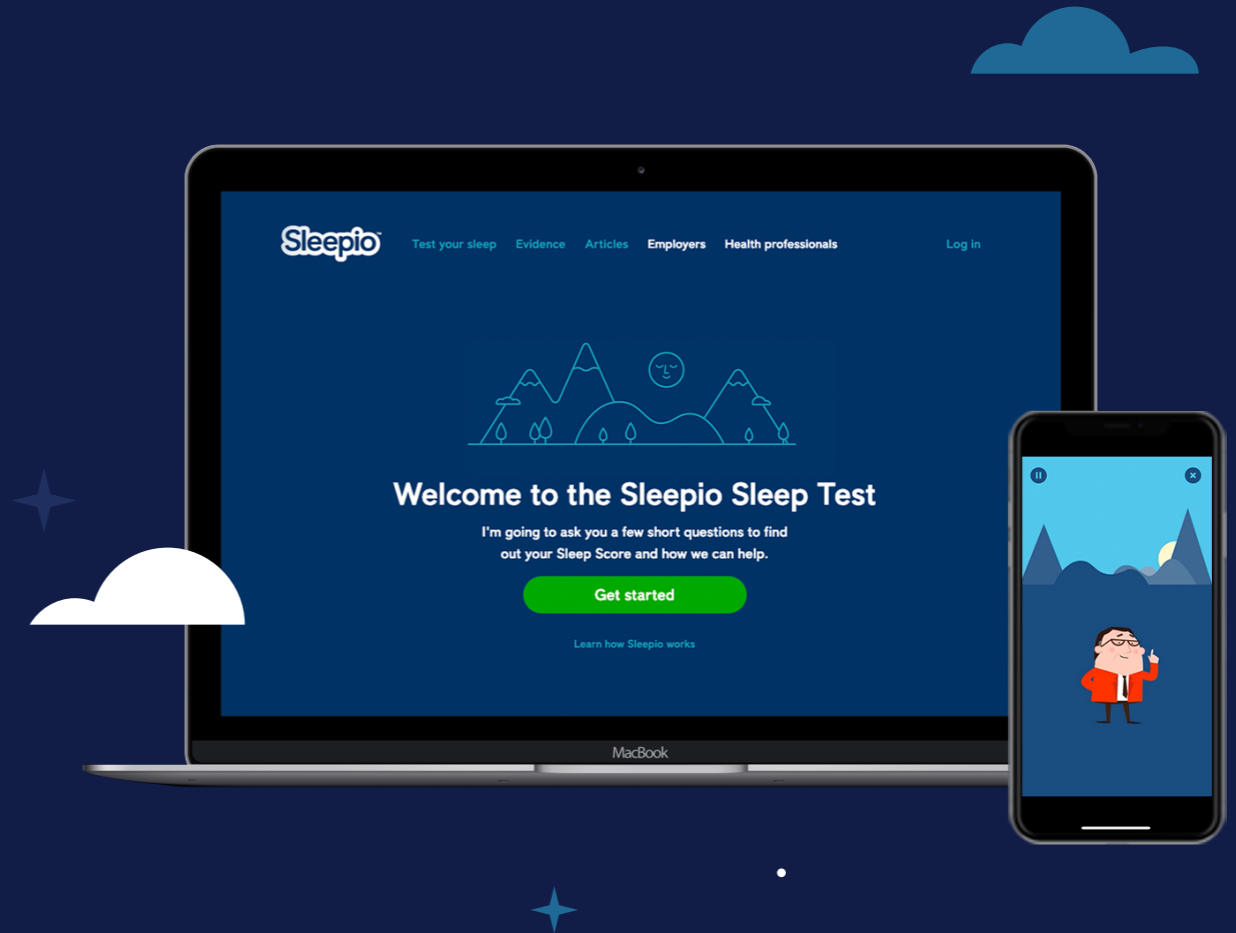 Sleepio™
Test your sleep Evidence Articles Employers Health professionals Log in
Welcome to the Sleepio Sleep Test
I'm going to ask you a few short questions to find
out your Sleep Score and how we can help.
Get started
Learn how Sleepio works
MacBook